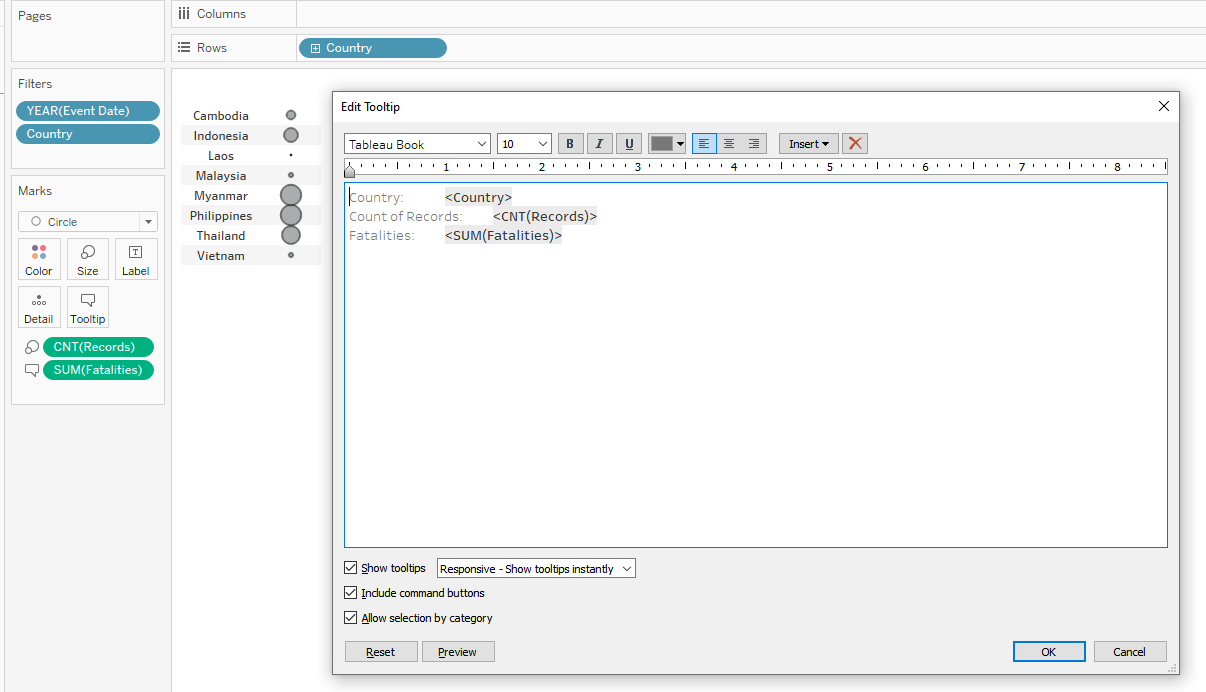 Pages
Columns
Rows
Country
Filters
YEAR(Event Date)
Country
Marks
Circle
Color
Size
Label
Detail
Tooltip
CNT(Records)
SUM(Fatalities)
Cambodia
Indonesia
Laos
Malaysia
Myanmar
Philippines
Thailand
Vietnam
Edit Tooltip
Tableau Book 10 B I U Insert
1 2 3 4 5 6 7 8
Country: <Country>
Count of Records: <CNT(Records)>
Fatalities: <SUM(Fatalities)>
Show tooltips Responsive - Show tooltips instantly
Include command buttons
Allow selection by category
Reset Preview OK Cancel